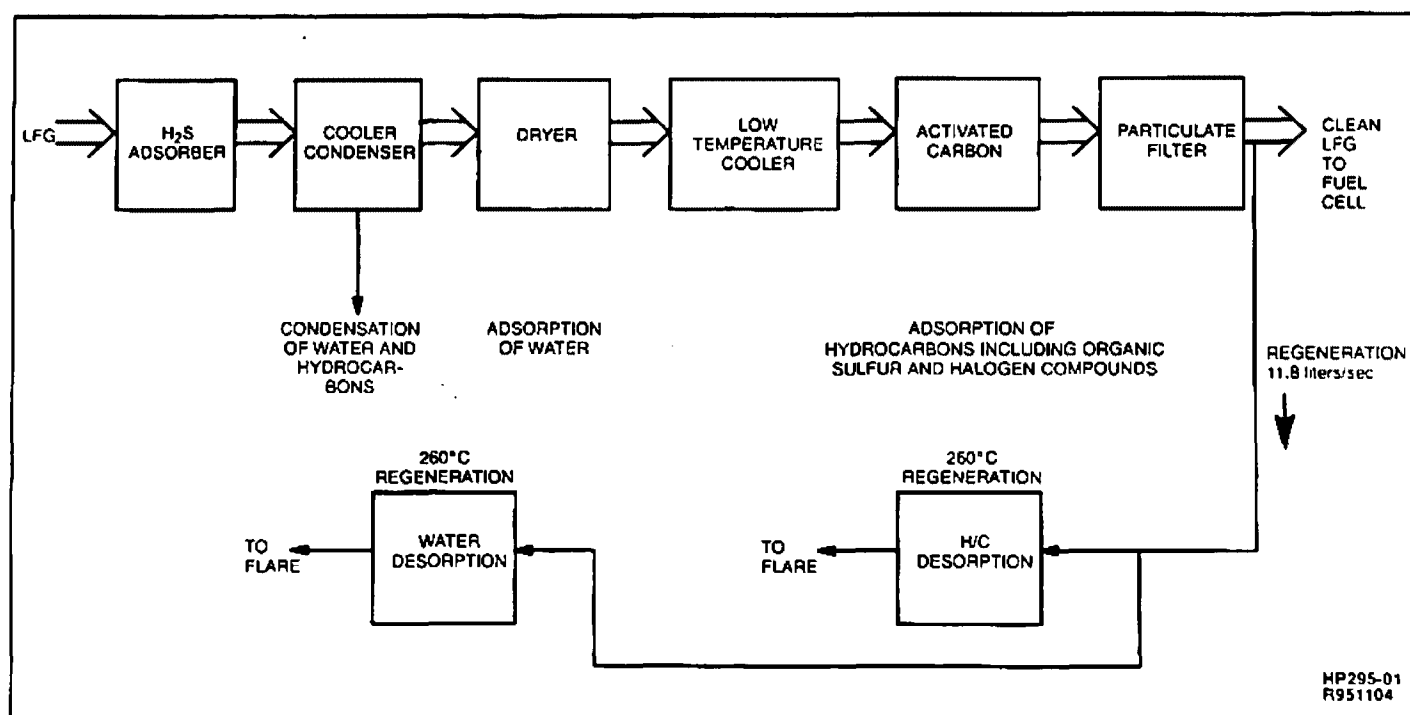 LFG
H₂S
ADSORBER
COOLER
CONDENSER
DRYER
LOW
TEMPERATURE
COOLER
ACTIVATED
CARBON
PARTICULATE
FILTER
CLEAN
LFG
TO
FUEL
CELL
CONDENSATION
OF WATER AND
HYDROCAR-
BONS
ADSORPTION
OF WATER
ADSORPTION OF
HYDROCARBONS INCLUDING ORGANIC
SULFUR AND HALOGEN COMPOUNDS
REGENERATION
11.8 liters/sec
260°C
REGENERATION
WATER
DESORPTION
TO
FLARE
260°C
REGENERATION
H/C
DESORPTION
TO
FLARE
HP295-01
R951104